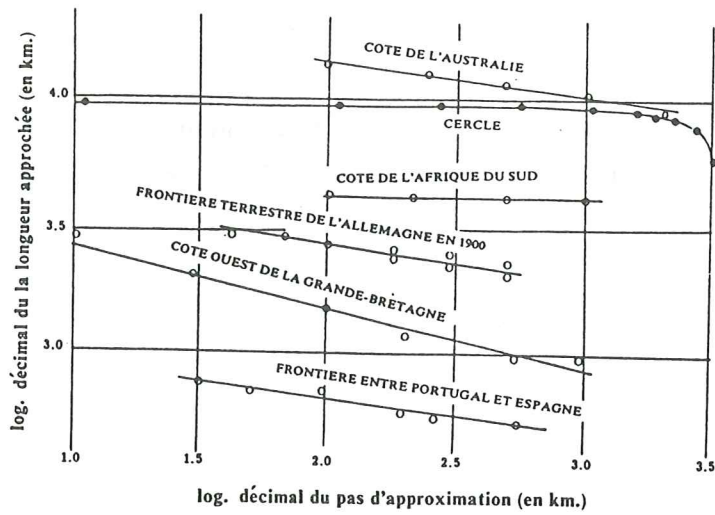 log. décimal du la longueur approchée (en km.)
COTE DE L'AUSTRALIE
4.0
CERCLE
COTE DE L'AFRIQUE DU SUD
FRONTIERE TERRESTRE DE L'ALLEMAGNE EN 1900
3.5
COTE OUEST DE LA GRANDE-BRETAGNE
3.0
FRONTIERE ENTRE PORTUGAL ET ESPAGNE
1.0 1.5 2.0 2.5 3.0 3.5
log. décimal du pas d'approximation (en km.)